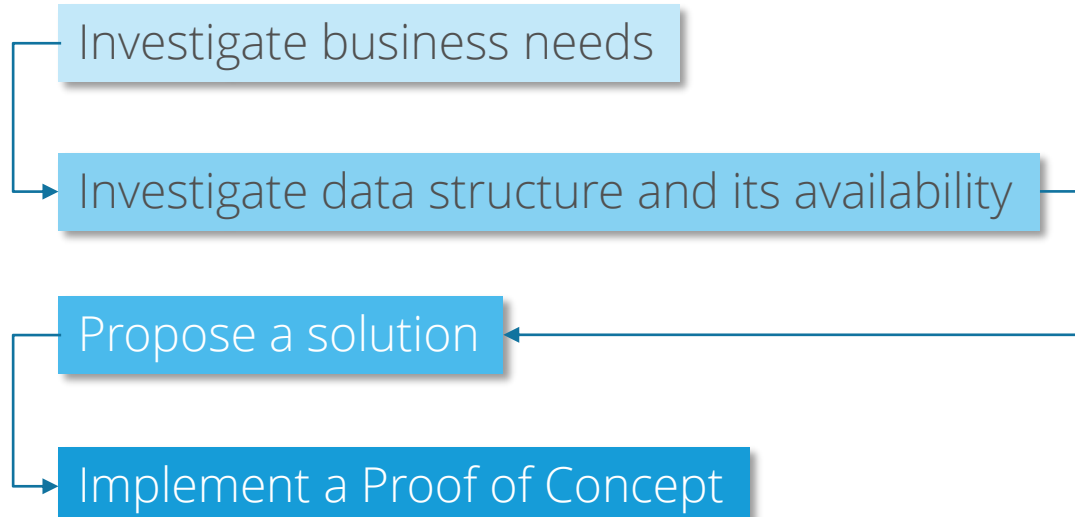 Investigate business needs
Investigate data structure and its availability
Propose a solution
Implement a Proof of Concept